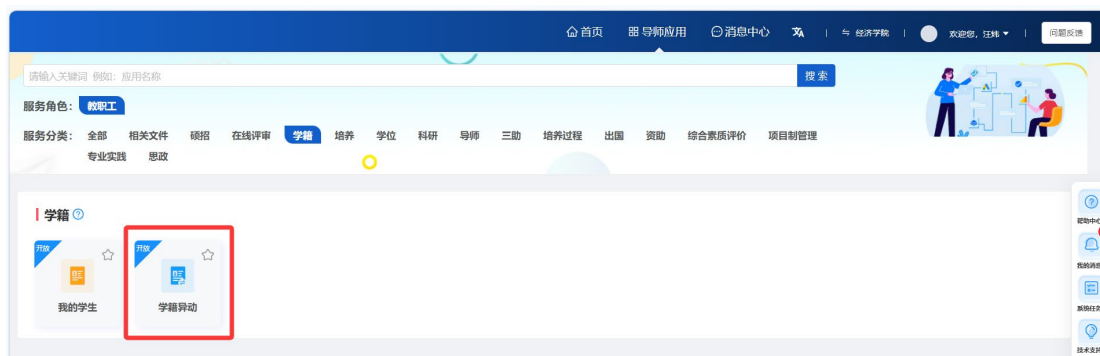 首页 导师应用 消息中心 经济学院 欢迎您, 汪炜 问题反馈
请输入关键词 例如: 应用名称 搜索
服务角色: 教职工
服务分类: 全部 相关文件 硕招 在线评审 学籍 培养 学位 科研 导师 三助 培养过程 出国 资助 综合素质评价 项目制管理
专业实践 思政
学籍
开放 开放
我的学生 学籍异动
帮助中心
我的消息
系统任务
技术支持